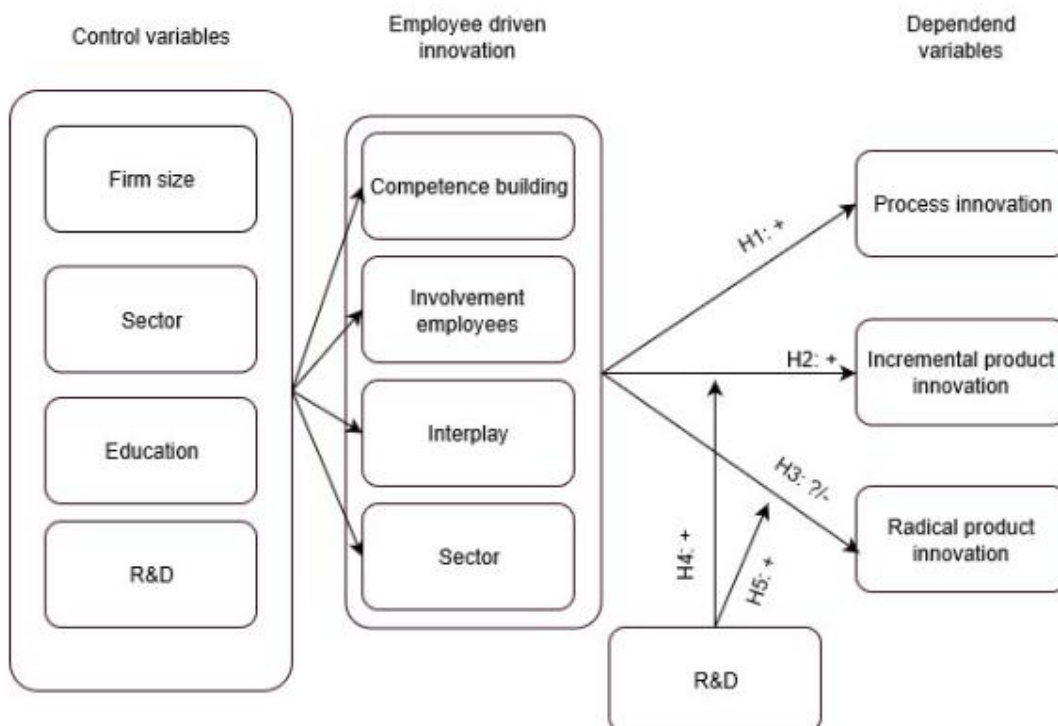 Control variables
Employee driven
innovation
Dependend
variables
Firm size
Sector
Education
R&D
Competence building
Involvement
employees
Interplay
Sector
H1: +
H2: +
H3: ?/-
H4: +
H5: +
R&D
Process innovation
Incremental product
innovation
Radical product
innovation